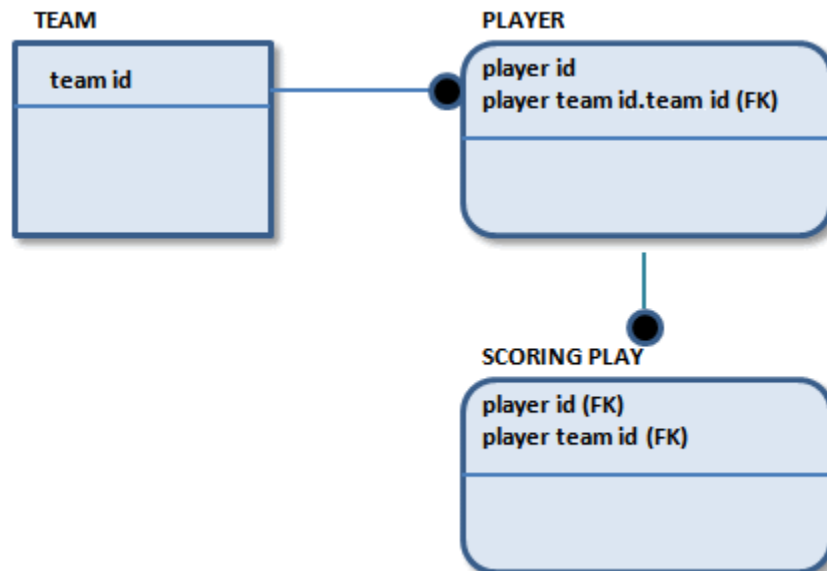 TEAM
team id
PLAYER
player id
player team id.team id (FK)
SCORING PLAY
player id (FK)
player team id (FK)